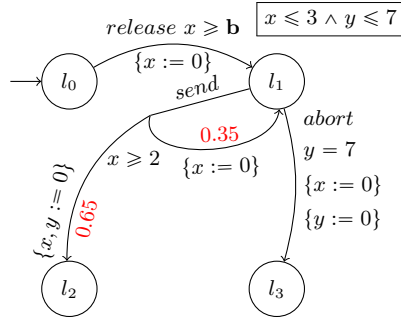 release x ⩾ b
x ⩽ 3 ∧ y ⩽ 7
{x := 0}
l₀
l₁
send
abort
0.35
x ⩾ 2
y = 7
{x := 0}
{x := 0}
{x, y := 0}
0.65
{y := 0}
l₂
l₃